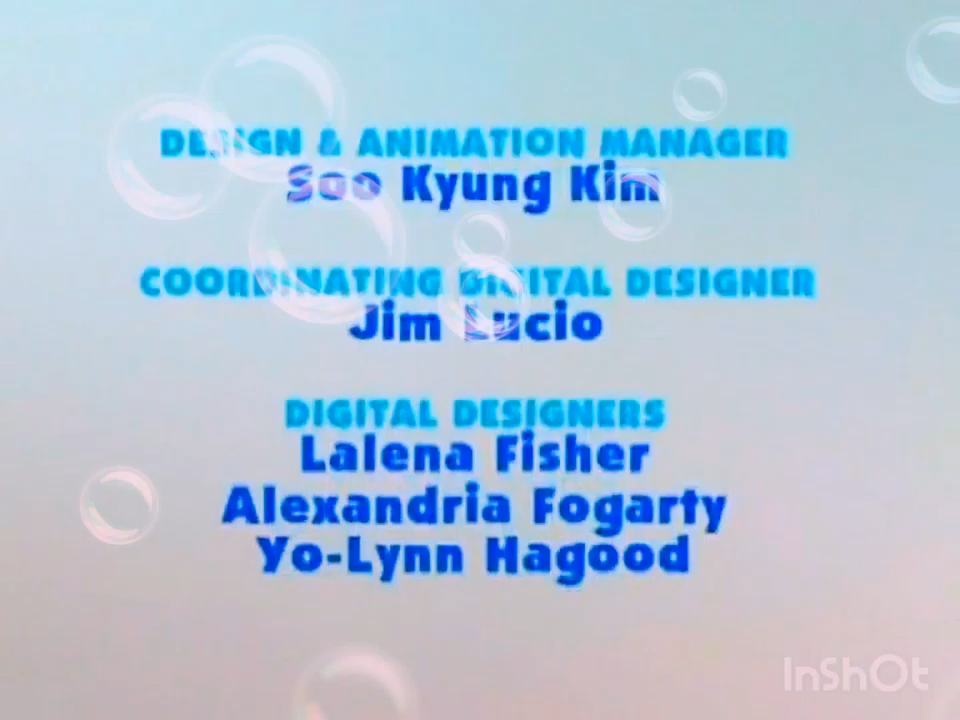 DESIGN & ANIMATION MANAGER
Soo Kyung Kim
COORDINATING DIGITAL DESIGNER
Jim Lucio
DIGITAL DESIGNERS
Lalena Fisher
Alexandria Fogarty
Yo-Lynn Hagood
InShOt